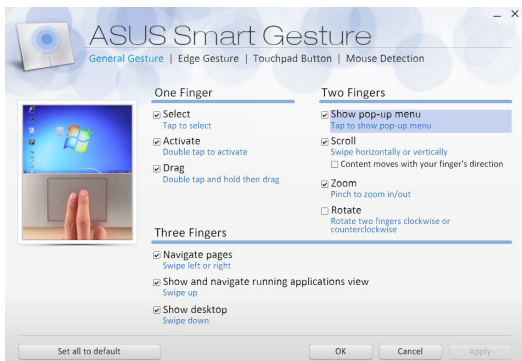 ASUS Smart Gesture
General Gesture | Edge Gesture | Touchpad Button | Mouse Detection
One Finger
Select
Tap to select
Activate
Double tap to activate
Drag
Double tap and hold then drag
Two Fingers
Show pop-up menu
Tap to show pop-up menu
Scroll
Swipe horizontally or vertically
Content moves with your finger's direction
Zoom
Pinch to zoom in/out
Rotate
Rotate two fingers clockwise or
counterclockwise
Three Fingers
Navigate pages
Swipe left or right
Show and navigate running applications view
Swipe up
Show desktop
Swipe down
Set all to default
OK
Cancel
Apply